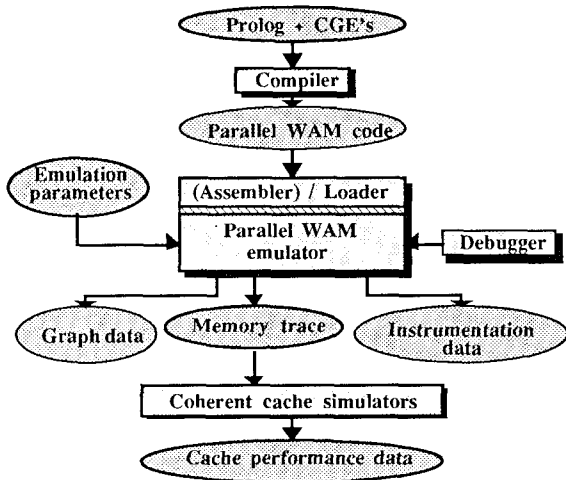 Prolog + CGE's
Compiler
Parallel WAM code
Emulation
parameters
(Assembler) / Loader
Parallel WAM
emulator
Debugger
Graph data
Memory trace
Instrumentation
data
Coherent cache simulators
Cache performance data